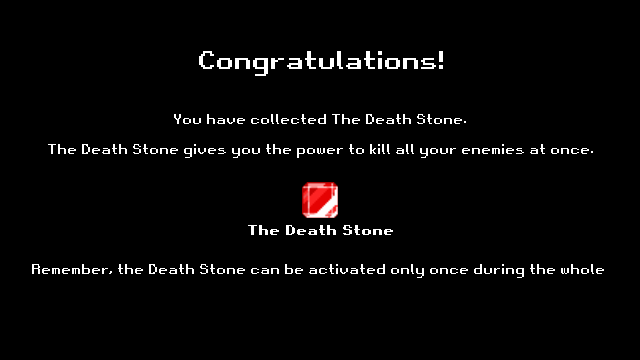 Congratulations!
You have collected The Death Stone.
The Death Stone gives you the power to kill all your enemies at once.
The Death Stone
Remember, the Death Stone can be activated only once during the whole